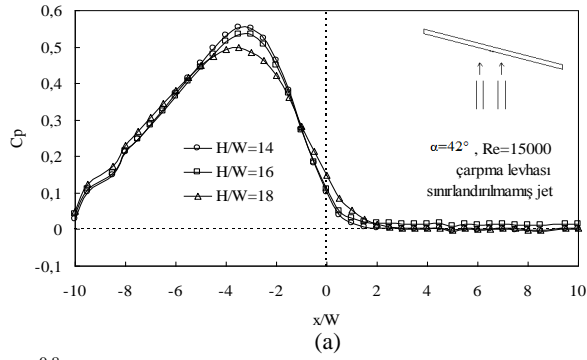 0,6
0,5
0,4
0,3
0,2
0,1
0
-0,1
Cp
α=42° , Re=15000
çarpma levhası
sınırlandırılmamış jet
H/W=14
H/W=16
H/W=18
-10 -8 -6 -4 -2 0 2 4 6 8 10
x/W
(a)